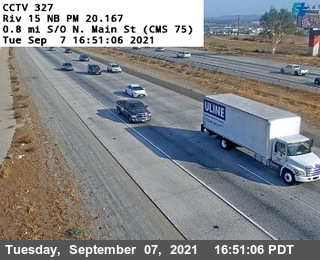 CCTV 327
Riv 15 NB PM 20.167
0.8 mi S/O N. Main St (CMS 75)
Tue Sep 7 16:51:06 2021
ULINE
Tuesday, September 07, 2021 16:51:06 PDT